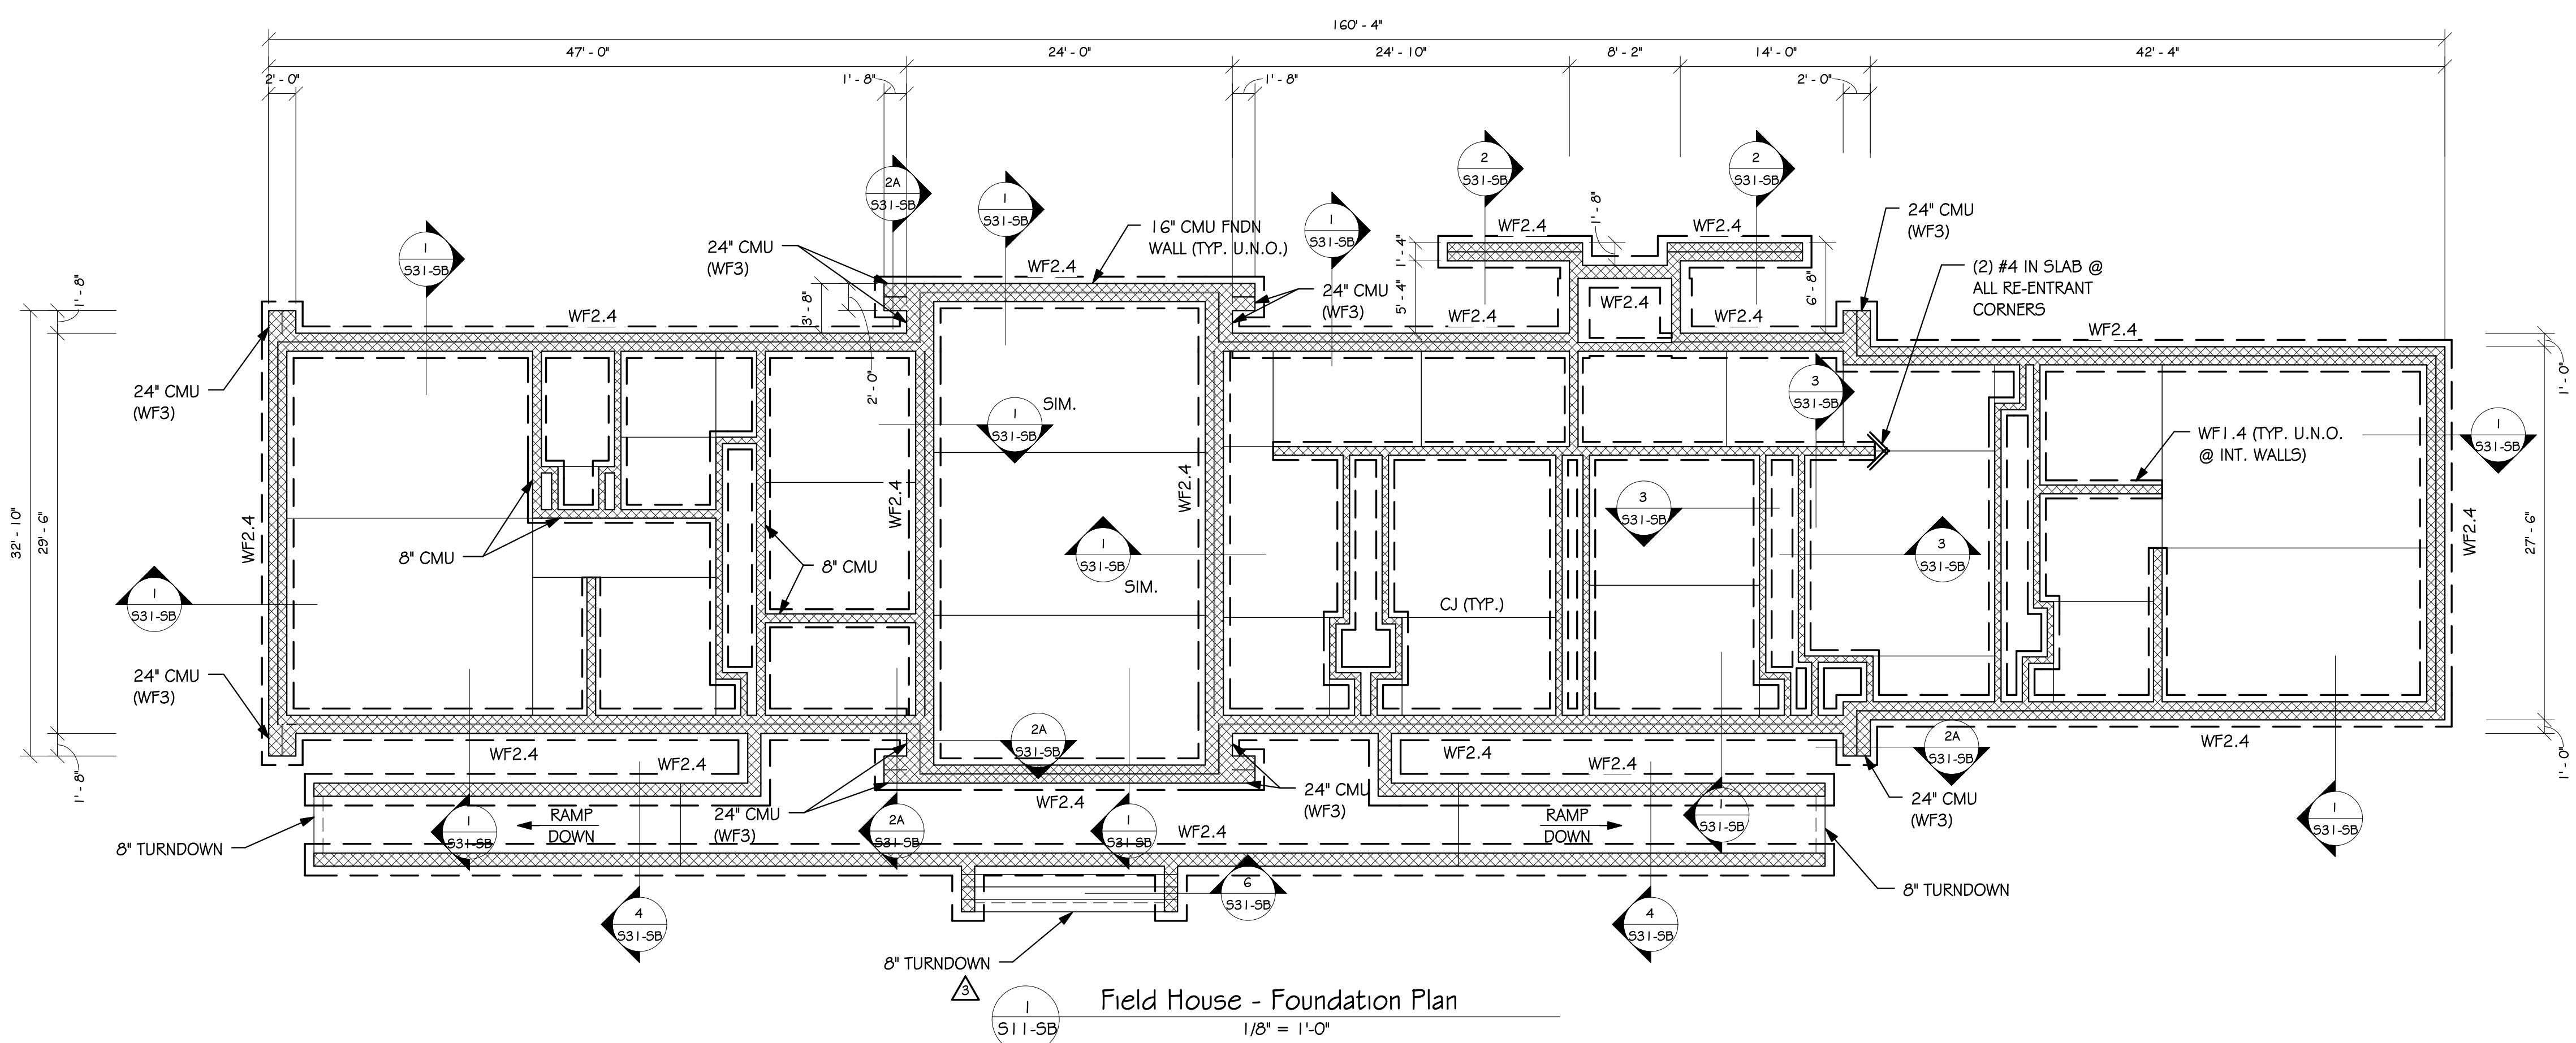 160' - 4"
47' - 0"
24' - 0"
24' - 10"
8' - 2"
14' - 0"
42' - 4"
2' - 0"
1' - 8"
1' - 8"
2' - 0"
2A
S31-SB
1
S31-SB
2
S31-SB
2
S31-SB
1
S31-SB
1
S31-SB
24" CMU
(WF3)
16" CMU FNDN
WALL (TYP. U.N.O.)
WF2.4
WF2.4
WF2.4
1' - 8"
24" CMU
(WF3)
(2) #4 IN SLAB @
ALL RE-ENTRANT
CORNERS
24" CMU
(WF3)
1' - 8"
WF2.4
3' - 8"
2' - 0"
5' - 4"
1' - 4"
6' - 8"
WF2.4
WF2.4
WF2.4
WF2.4
1' - 0"
24" CMU
(WF3)
1
S31-SB
SIM.
3
S31-SB
WF1.4 (TYP. U.N.O.
@ INT. WALLS)
1
S31-SB
32' - 10"
29' - 6"
WF2.4
WF2.4
WF2.4
3
S31-SB
WF2.4
27' - 6"
8" CMU
8" CMU
1
S31-SB
SIM.
3
S31-SB
1
S31-SB
CJ (TYP.)
24" CMU
(WF3)
1' - 8"
WF2.4
WF2.4
2A
S31-SB
WF2.4
WF2.4
2A
S31-SB
WF2.4
1' - 0"
24" CMU
(WF3)
WF2.4
24" CMU
(WF3)
24" CMU
(WF3)
8" TURNDOWN
1
S31-SB
RAMP
DOWN
2A
S31-SB
1
S31-SB
WF2.4
RAMP
DOWN
1
S31-SB
1
S31-SB
8" TURNDOWN
4
S31-SB
6
S31-SB
4
S31-SB
8" TURNDOWN
3
1
S11-SB
Field House - Foundation Plan
1/8" = 1'-0"